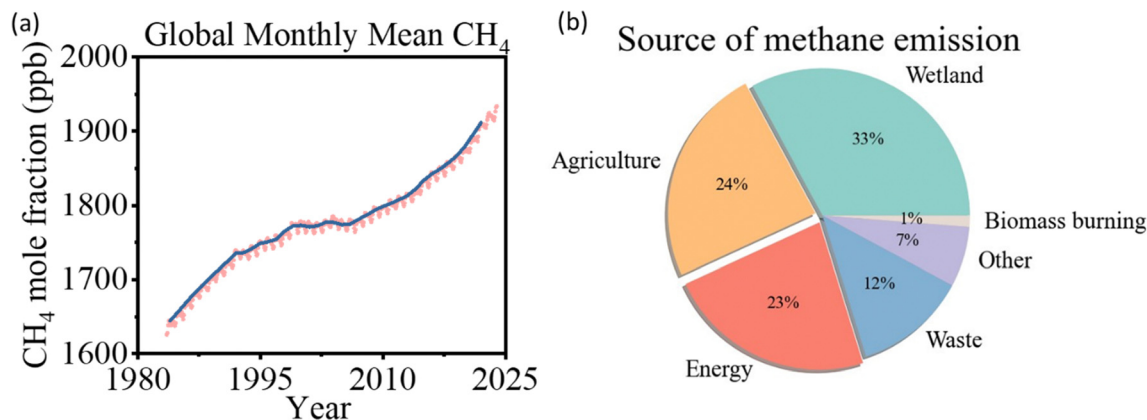 (a)
Global Monthly Mean CH4
CH4 mole fraction (ppb)
2000
1900
1800
1700
1600
1980
1995
2010
2025
Year
(b)
Source of methane emission
Wetland
33%
Agriculture
24%
1%
Biomass burning
7%
Other
12%
Waste
23%
Energy